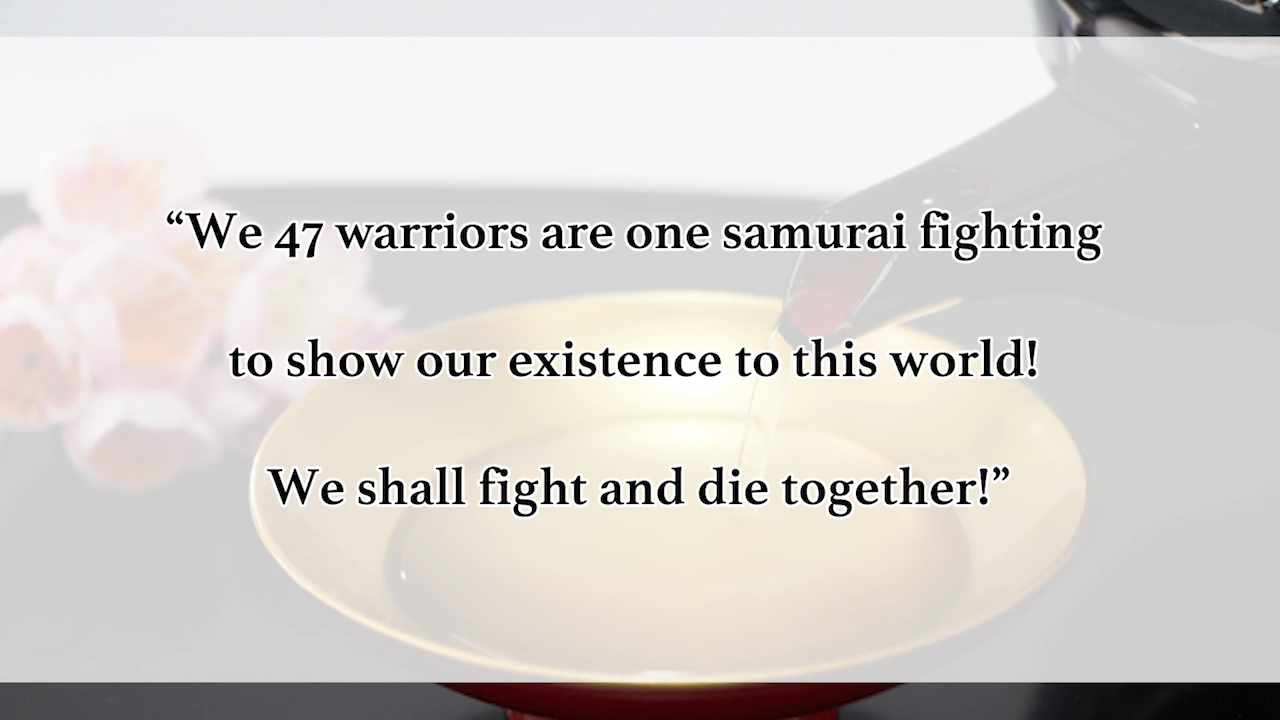 “We 47 warriors are one samurai fighting
to show our existence to this world!
We shall fight and die together!”